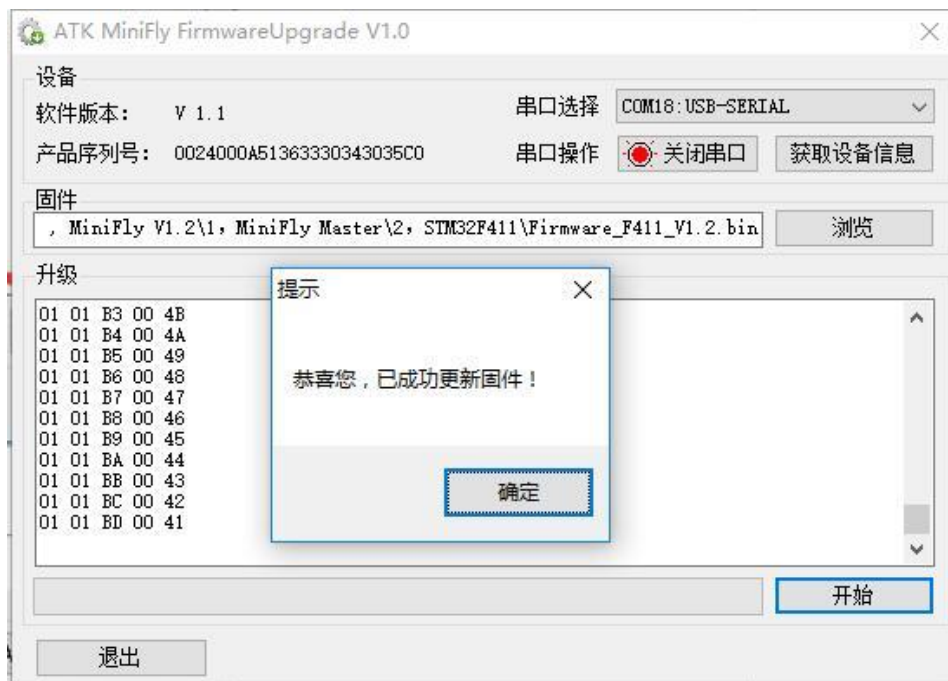 ATK MiniFly FirmwareUpgrade V1.0
设备
软件版本: V 1.1
串口选择 COM18:USB-SERIAL
产品序列号: 0024000A51363330343035C0
串口操作 关闭串口 获取设备信息
固件
, MiniFly V1.2\1，MiniFly Master\2，STM32F411\Firmware_F411_V1.2.bin 浏览
升级
01 01 B3 00 4B
01 01 B4 00 4A
01 01 B5 00 49
01 01 B6 00 48
01 01 B7 00 47
01 01 B8 00 46
01 01 B9 00 45
01 01 BA 00 44
01 01 BB 00 43
01 01 BC 00 42
01 01 BD 00 41
提示
恭喜您，已成功更新固件！
确定
开始
退出